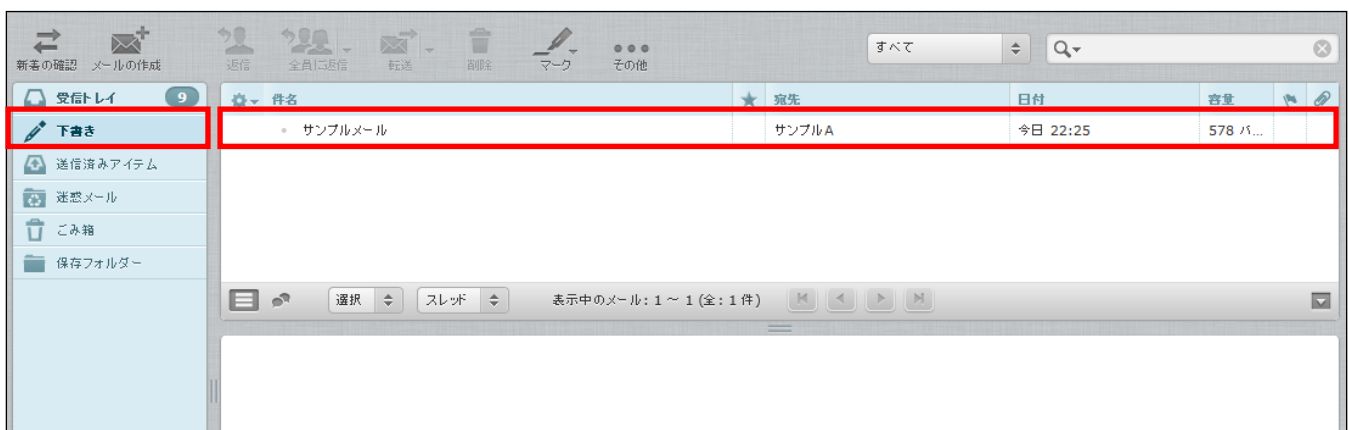 新着の確認 メールの作成 返信 全員に返信 転送 削除 マーク その他 すべて
受信トレイ 9
下書き
送信済みアイテム
迷惑メール
ごみ箱
保存フォルダー
件名 宛先 日付 容量
サンプルメール サンプルA 今日 22:25 578 バ...
選択 スレッド 表示中のメール: 1 ~ 1 (全: 1 件)